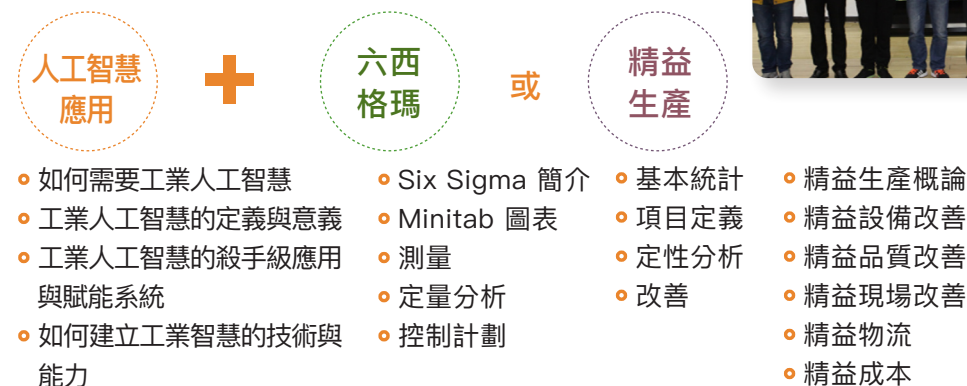 人工智慧
應用
六西
格瑪
或
精益
生產
如何需要工業人工智慧
工業人工智慧的定義與意義
工業人工智慧的殺手級應用
與賦能系統
如何建立工業智慧的技術與
能力
Six Sigma 簡介
Minitab 圖表
測量
定量分析
控制計劃
基本統計
項目定義
定性分析
改善
精益生產概論
精益設備改善
精益品質改善
精益現場改善
精益物流
精益成本